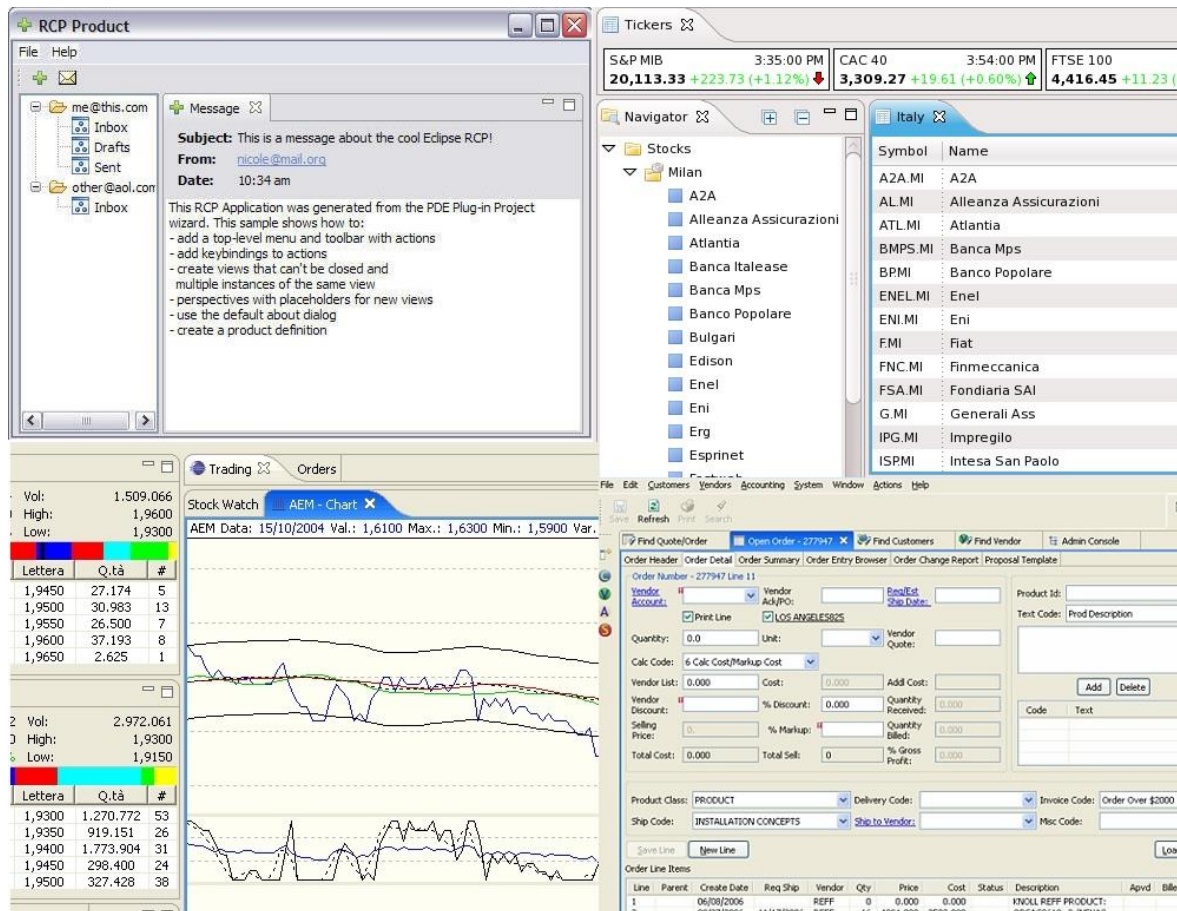 RCP Product
File Help
me@this.com
Inbox
Drafts
Sent
other@aol.com
Inbox
Message
Subject: This is a message about the cool Eclipse RCP!
From: nicole@mail.org
Date: 10:34 am
This RCP Application was generated from the PDE Plug-in Project
wizard. This sample shows how to:
- add a top-level menu and toolbar with actions
- add keybindings to actions
- create views that can't be closed and
multiple instances of the same view
- perspectives with placeholders for new views
- use the default about dialog
- create a product definition
Tickers
S&P MIB 3:35:00 PM
20,113.33 +223.73 (+1.12%)
CAC 40 3:54:00 PM
3,309.27 +19.61 (+0.60%)
FTSE 100
4,416.45 +11.23
Navigator
Stocks
Milan
A2A
Alleanza Assicurazioni
Atlantia
Banca Italease
Banca Mps
Banco Popolare
Bulgari
Edison
Enel
Eni
Erg
Esprinet
Italy
Symbol Name
A2A.MI A2A
AL.MI Alleanza Assicurazioni
ATL.MI Atlantia
BMPS.MI Banca Mps
BP.MI Banco Popolare
ENEL.MI Enel
ENI.MI Eni
F.MI Fiat
FNC.MI Finmeccanica
FSA.MI Fondiaria SAI
G.MI Generali Ass
IPG.MI Impregilo
ISP.MI Intesa San Paolo
Vol: 1.509.066
High: 1,9600
Low: 1,9300
Lettera Q.tà #
1,9450 27.174 5
1,9500 30.983 13
1,9550 26.500 7
1,9600 37.193 8
1,9650 2.625 1
Vol: 2.972.061
High: 1,9300
Low: 1,9150
Lettera Q.tà #
1,9300 1.270.772 53
1,9350 919.151 26
1,9400 1.773.904 31
1,9450 298.400 24
1,9500 327.428 38
Trading Orders
Stock Watch AEM - Chart
AEM Data: 15/10/2004 Val.: 1,6100 Max.: 1,6300 Min.: 1,5900 Var.
File Edit Customers Vendors Accounting System Window Actions Help
Save Refresh Print Search
Find Quote/Order Open Order - 277947 Find Customers Find Vendor Admin Console
Order Header Order Detail Order Summary Order Entry Browser Order Change Report Proposal Template
Order Number - 277947 Line 11
Vendor Account: Vendor Ack/PO: Req/Est Ship Date:
Print Line LOS ANGELES825
Quantity: 0.0 Unit: Vendor Quote:
Calc Code: 6 Calc Cost/Markup Cost
Vendor List: 0.000 Cost: 0.000 Addl Cost:
Vendor Discount: % Discount: 0.000 Quantity Received: 0.000
Selling Price: 0. % Markup: Quantity Billed: 0.000
Total Cost: 0.000 Total Sell: 0 % Gross Profit: 0.000
Product Id:
Text Code: Prod Description
Add Delete
Code Text
Product Class: PRODUCT Delivery Code: Invoice Code: Order Over $2000
Ship Code: INSTALLATION CONCEPTS Ship to Vendor: Misc Code:
Save Line New Line
Order Line Items
Line Parent Create Date Req Ship Vendor Qty Price Cost Status Description Apvd
1 06/08/2006 REFF 0 0.000 0.000 KNOLL REFF PRODUCT: